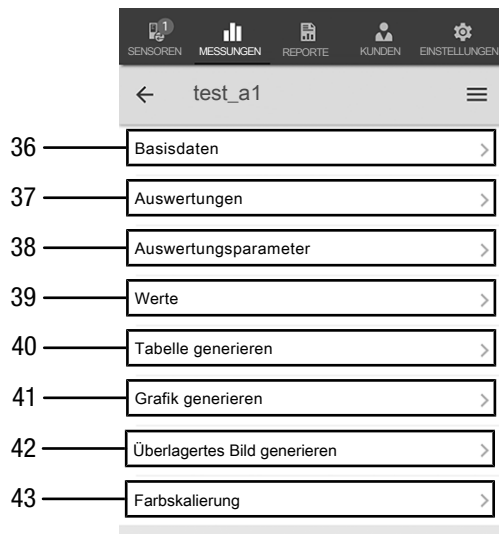 1
SENSOREN MESSUNGEN REPORTE KUNDEN EINSTELLUNGEN
test_a1
36 Basisdaten
37 Auswertungen
38 Auswertungsparameter
39 Werte
40 Tabelle generieren
41 Grafik generieren
42 Überlagertes Bild generieren
43 Farbskalierung